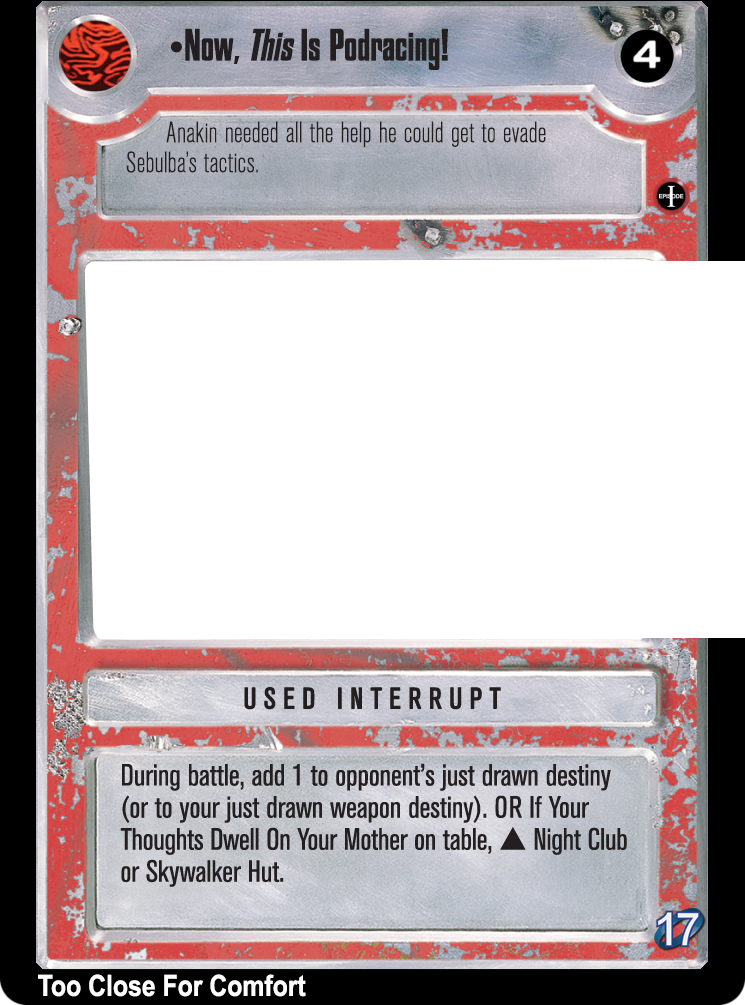 •Now, This Is Podracing!
4
Anakin needed all the help he could get to evade
Sebulba's tactics.
EPISODE I
USED INTERRUPT
During battle, add 1 to opponent's just drawn destiny
(or to your just drawn weapon destiny). OR If Your
Thoughts Dwell On Your Mother on table, ▲ Night Club
or Skywalker Hut.
17
Too Close For Comfort